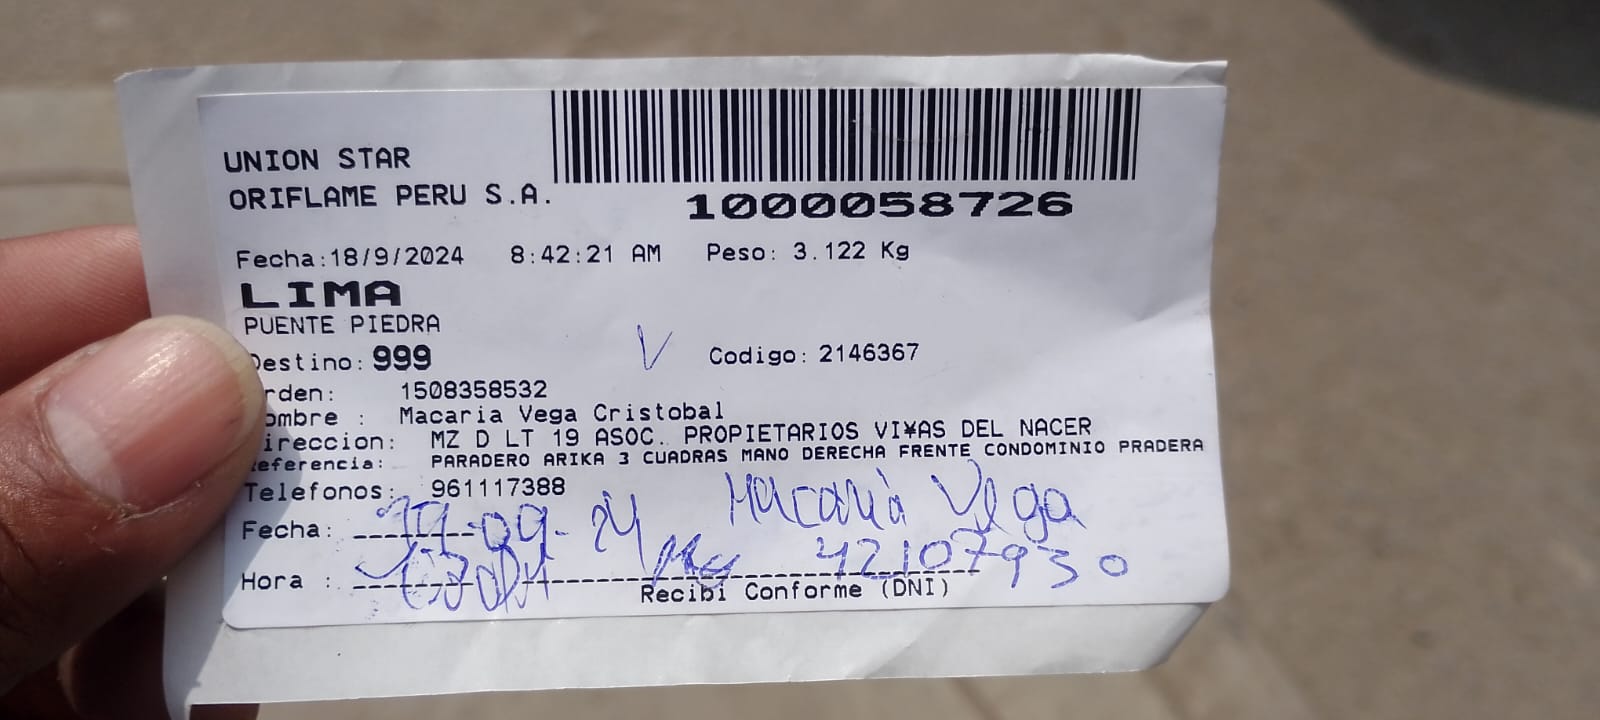 UNION STAR
ORIFLAME PERU S.A.
1000058726
Fecha:18/9/2024 8:42:21 AM Peso: 3.122 Kg
LIMA
PUENTE PIEDRA
Destino: 999 V Codigo: 2146367
rden: 1508358532
ombre : Macaria Vega Cristobal
ireccion: MZ D LT 19 ASOC. PROPIETARIOS VI¥AS DEL NACER
eferencia: PARADERO ARIKA 3 CUADRAS MANO DERECHA FRENTE CONDOMINIO PRADERA
Telefonos: 961117388
Macaria Vega
Fecha: -09-24
Hora : 42107930
Recibi Conforme (DNI)